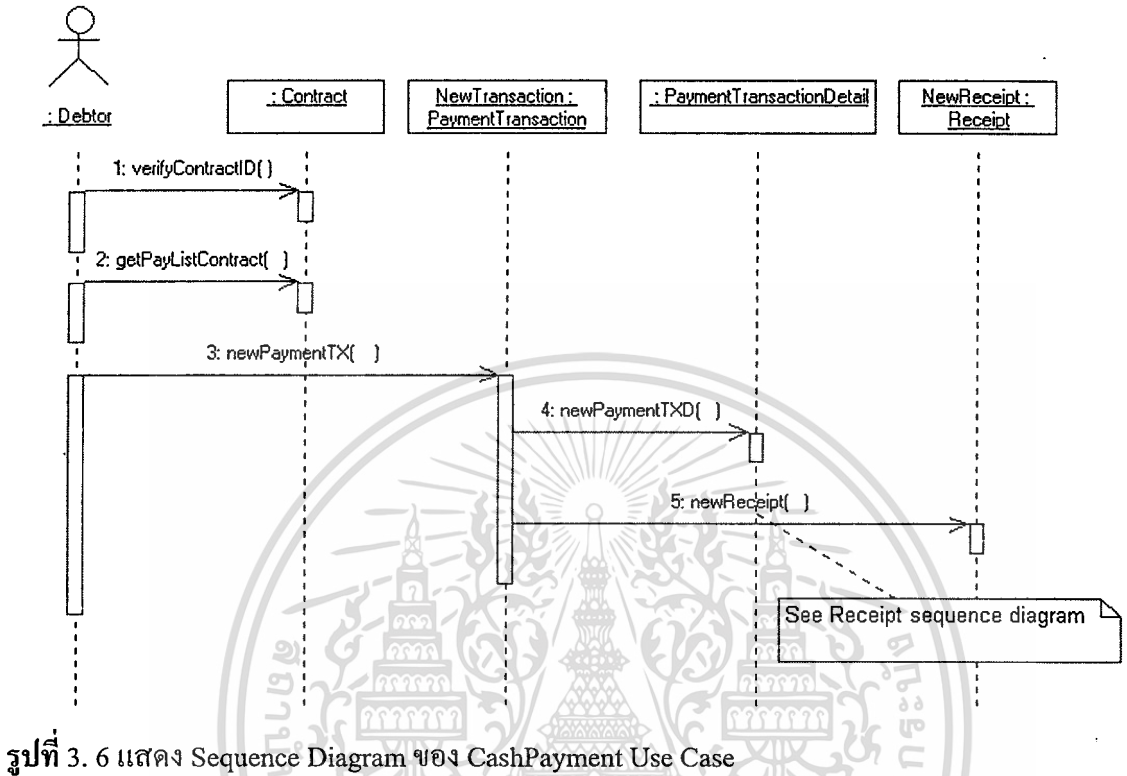 : Debtor
: Contract
NewTransaction :
PaymentTransaction
: PaymentTransactionDetail
NewReceipt :
Receipt
1: verifyContractID( )
2: getPayListContract( )
3: newPaymentTX( )
4: newPaymentTXD( )
5: newReceipt( )
See Receipt sequence diagram
รูปที่ 3. 6 แสดง Sequence Diagram ของ CashPayment Use Case